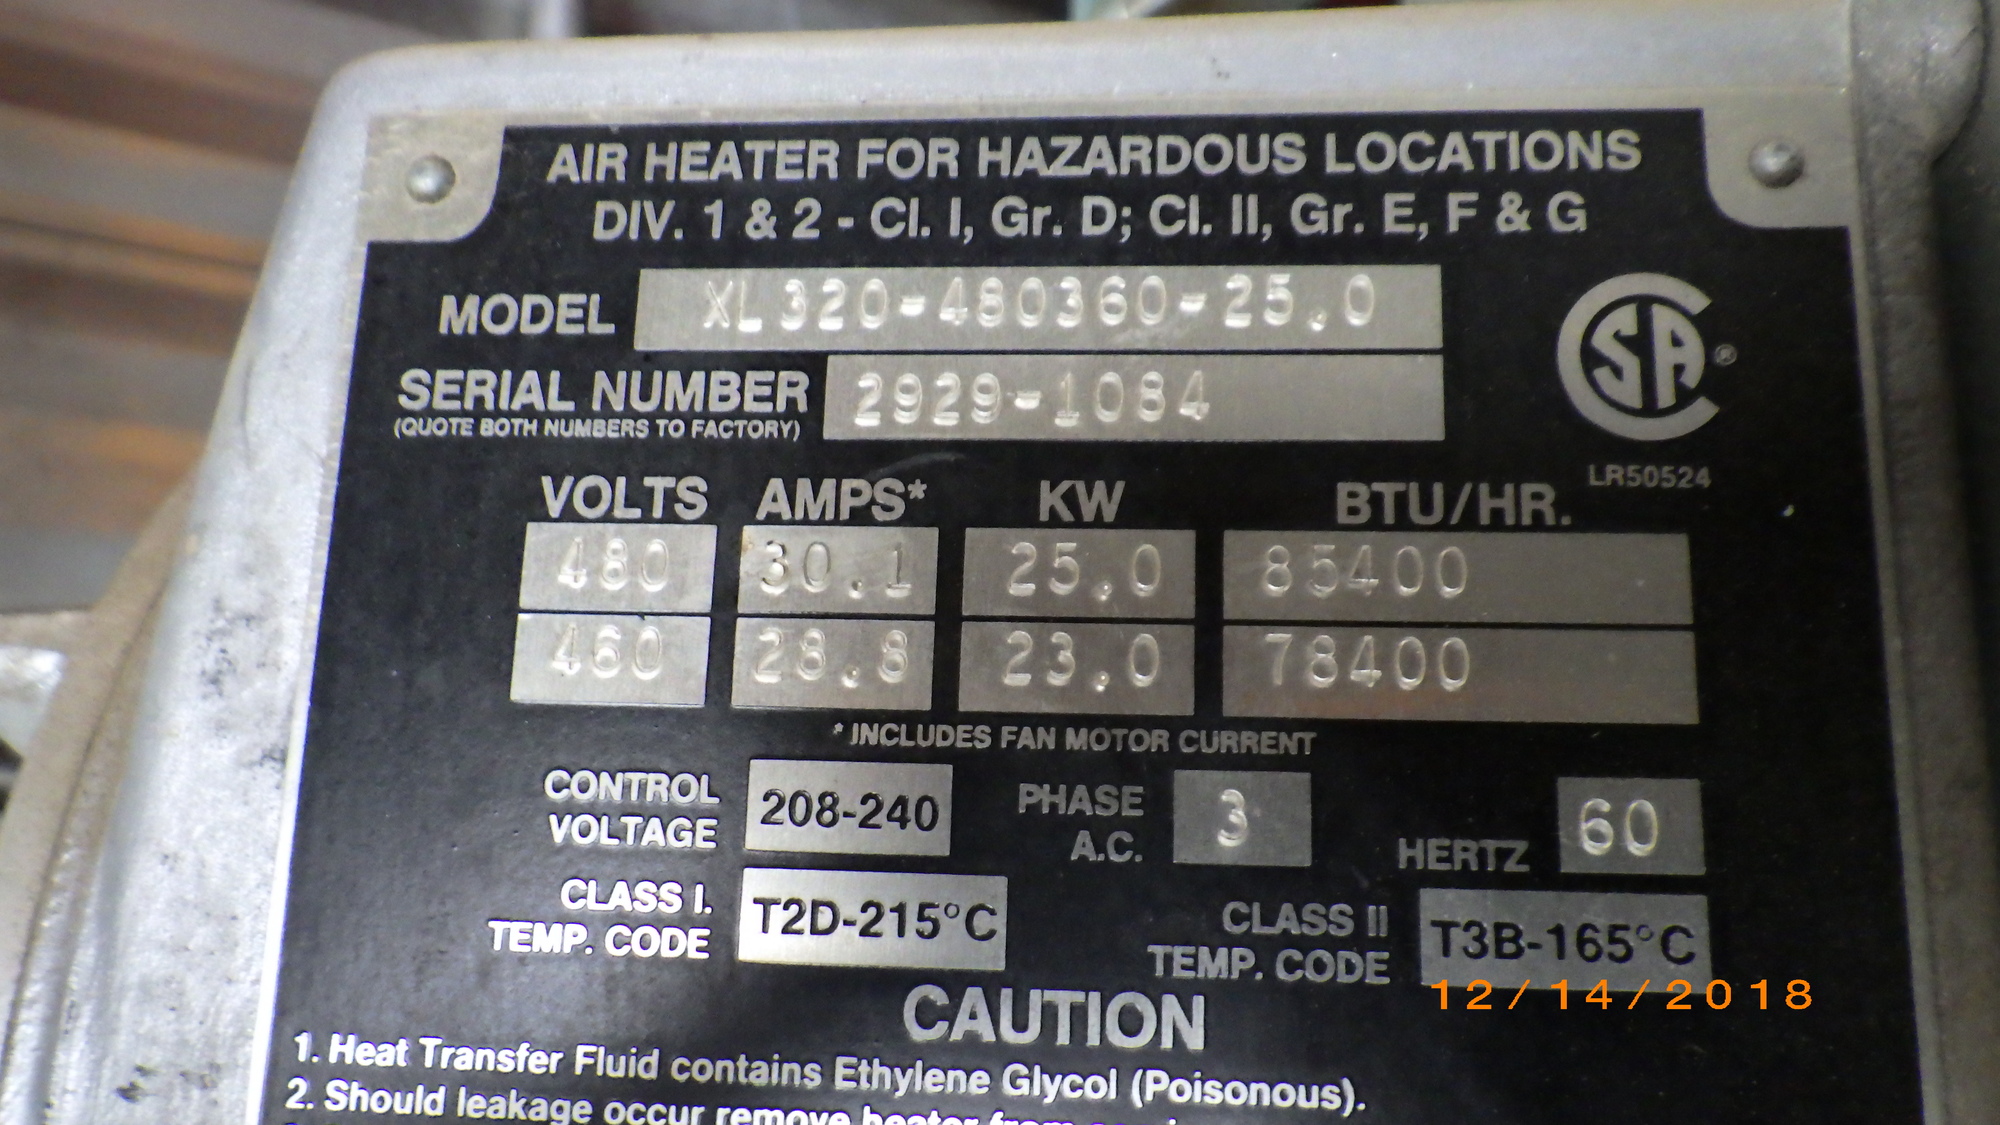 AIR HEATER FOR HAZARDOUS LOCATIONS
DIV. 1 & 2 - Cl. I, Gr. D; Cl. II, Gr. E, F & G
MODEL XL320-480360-25.0
SERIAL NUMBER 2929-1084
(QUOTE BOTH NUMBERS TO FACTORY)
CSA ®
LR50524
VOLTS AMPS* KW BTU/HR.
480 30.1 25.0 85400
460 28.8 23.0 78400
* INCLUDES FAN MOTOR CURRENT
CONTROL VOLTAGE 208-240 PHASE A.C. 3 HERTZ 60
CLASS I. TEMP. CODE T2D-215°C CLASS II TEMP. CODE T3B-165°C
12/14/2018
CAUTION
1. Heat Transfer Fluid contains Ethylene Glycol (Poisonous).
2. Should leakage occur remove heater from